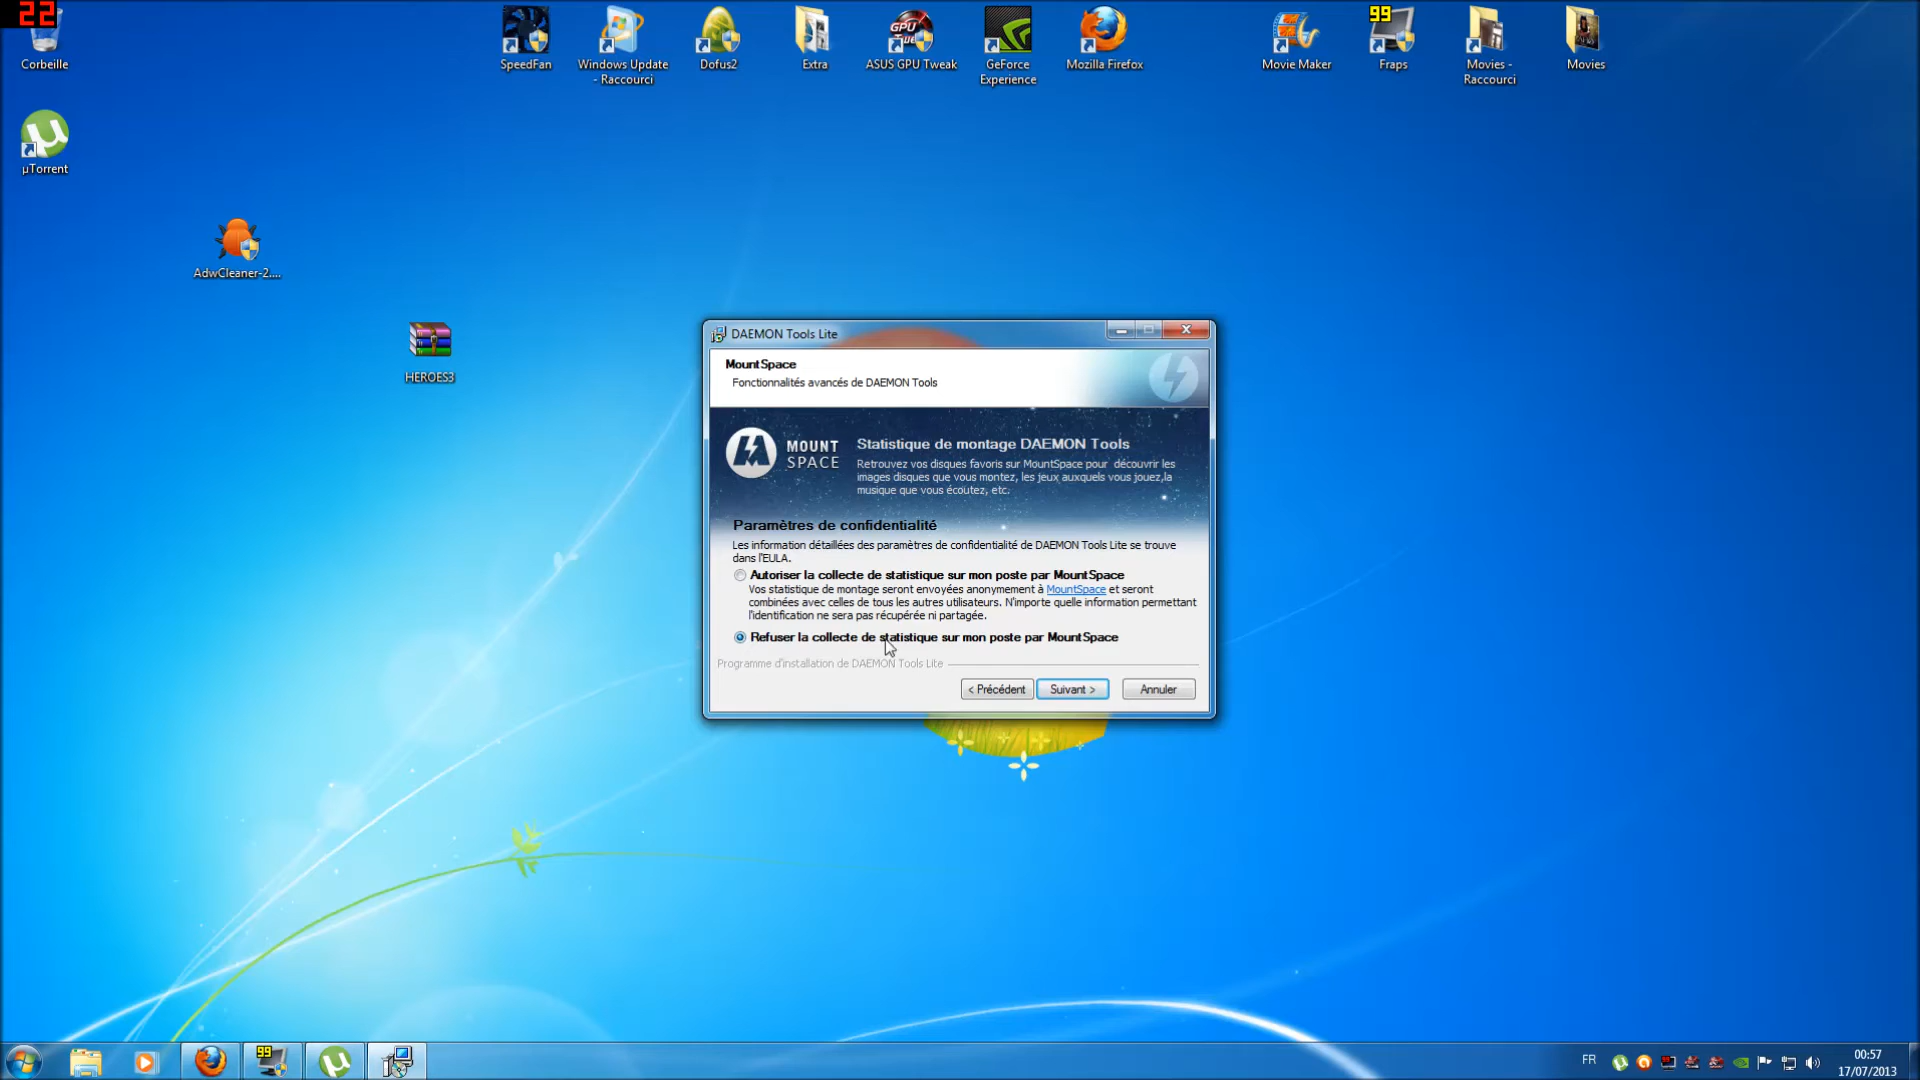 22
Corbeille
SpeedFan
Windows Update
- Raccourci
Dofus2
Extra
GPU
ASUS GPU Tweak
GeForce
Experience
Mozilla Firefox
Movie Maker
99
Fraps
Movies -
Raccourci
Movies
µTorrent
AdwCleaner-2....
HEROES3
DAEMON Tools Lite
MountSpace
Fonctionnalités avancés de DAEMON Tools
MOUNT
SPACE
Statistique de montage DAEMON Tools
Retrouvez vos disques favoris sur MountSpace pour découvrir les
images disques que vous montez, les jeux auxquels vous jouez,la
musique que vous écoutez, etc.
Paramètres de confidentialité
Les information détaillées des paramètres de confidentialité de DAEMON Tools Lite se trouve
dans l'EULA.
Autoriser la collecte de statistique sur mon poste par MountSpace
Vos statistique de montage seront envoyées anonymement à MountSpace et seront
combinées avec celles de tous les autres utilisateurs. N'importe quelle information permettant
l'identification ne sera pas récupérée ni partagée.
Refuser la collecte de statistique sur mon poste par MountSpace
Programme d'installation de DAEMON Tools Lite
< Précédent
Suivant >
Annuler
99
FR
00:57
17/07/2013